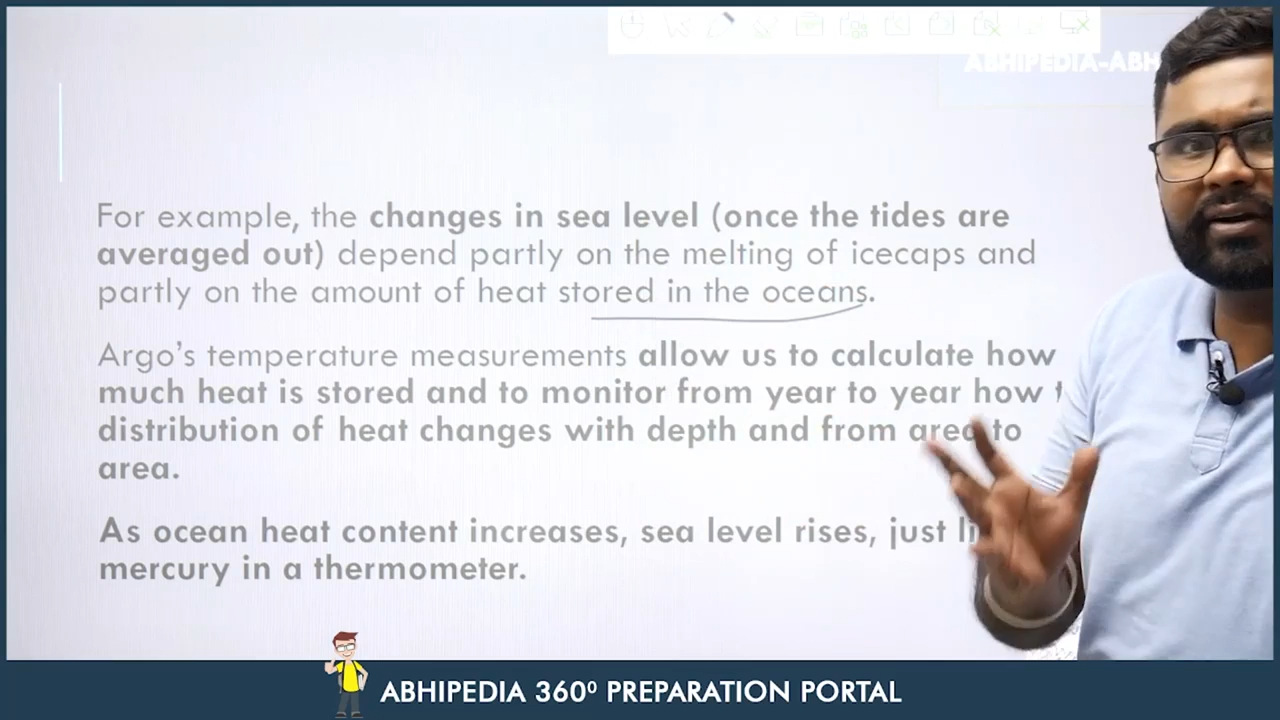 ABHIPEDIA-ABH
For example, the changes in sea level (once the tides are
averaged out) depend partly on the melting of icecaps and
partly on the amount of heat stored in the oceans.
Argo's temperature measurements allow us to calculate how
much heat is stored and to monitor from year to year how
distribution of heat changes with depth and from area to
area.
As ocean heat content increases, sea level rises, just
mercury in a thermometer.
ABHIPEDIA 360⁰ PREPARATION PORTAL